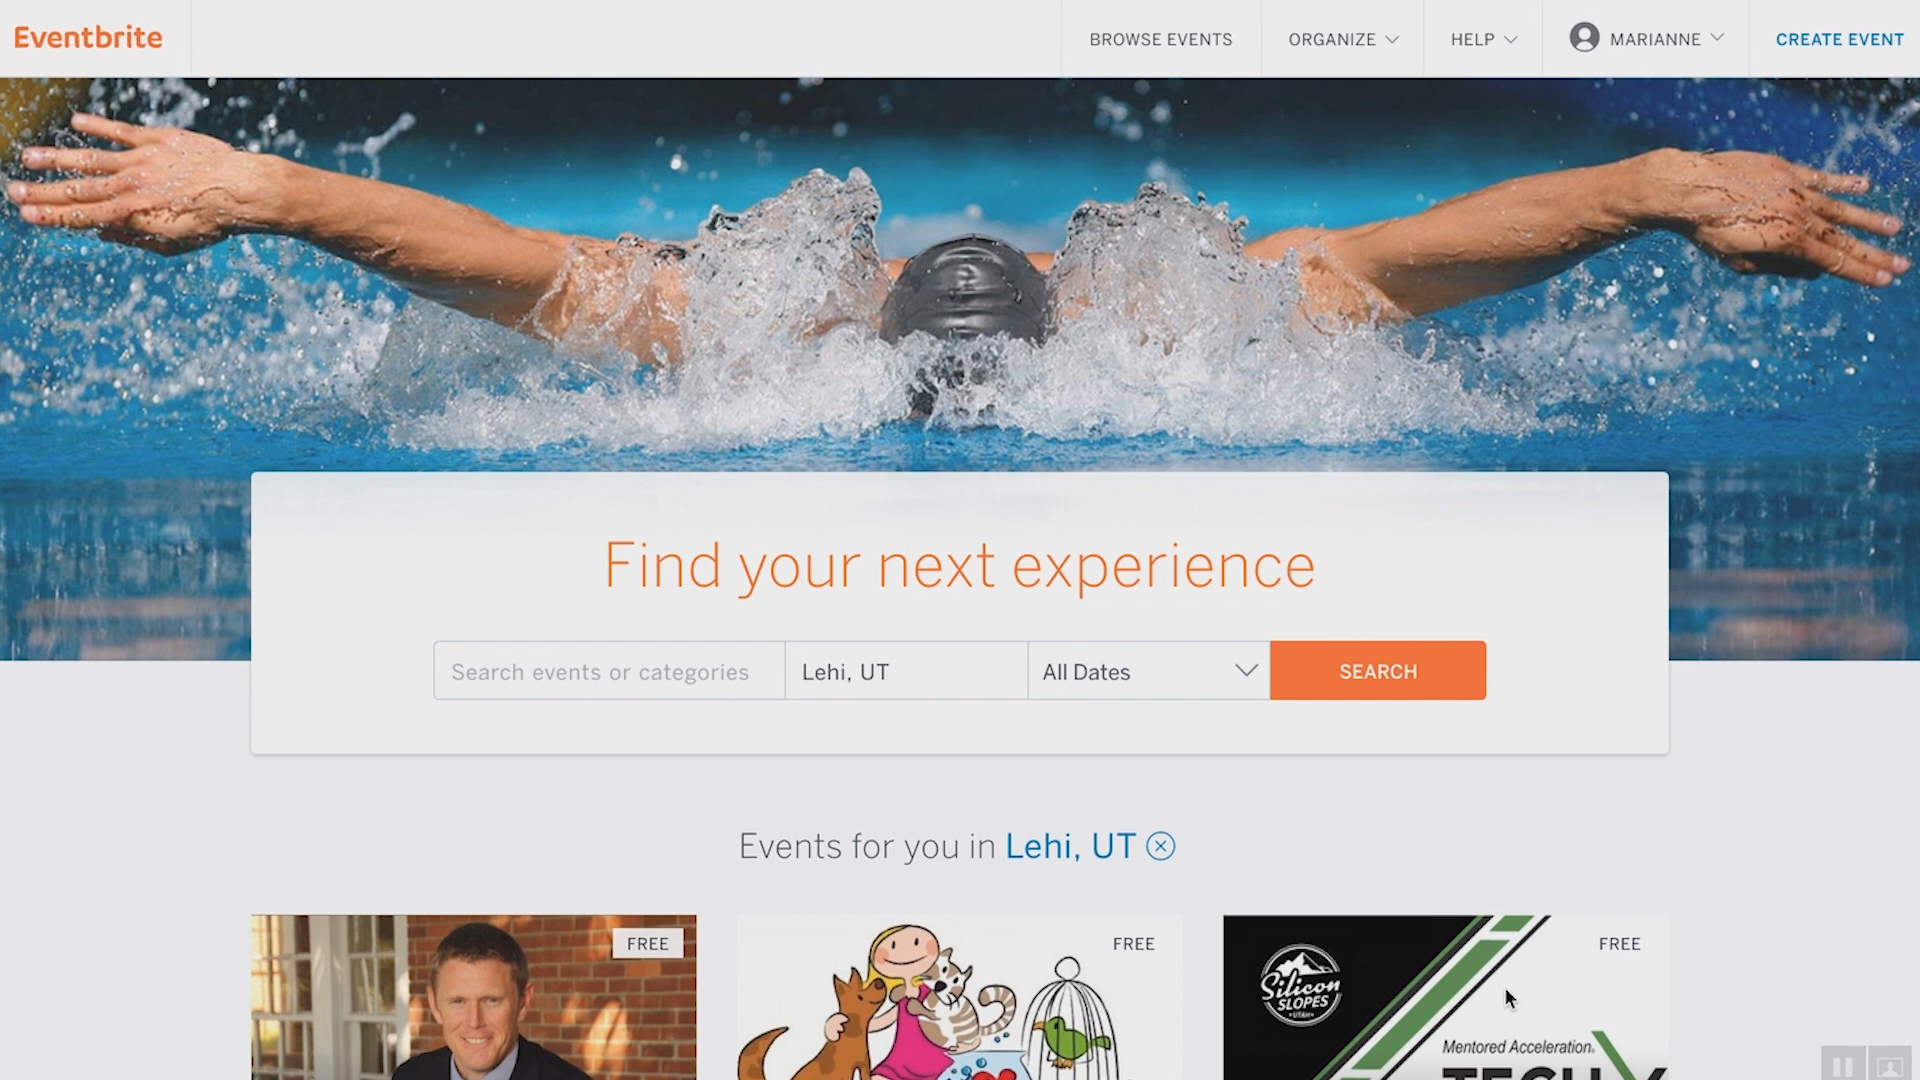 Eventbrite
BROWSE EVENTS
ORGANIZE
HELP
MARIANNE
CREATE EVENT
Find your next experience
Search events or categories
Lehi, UT
All Dates
SEARCH
Events for you in Lehi, UT
FREE
FREE
FREE
Silicon
SLOPES
UTAH
Mentored Acceleration